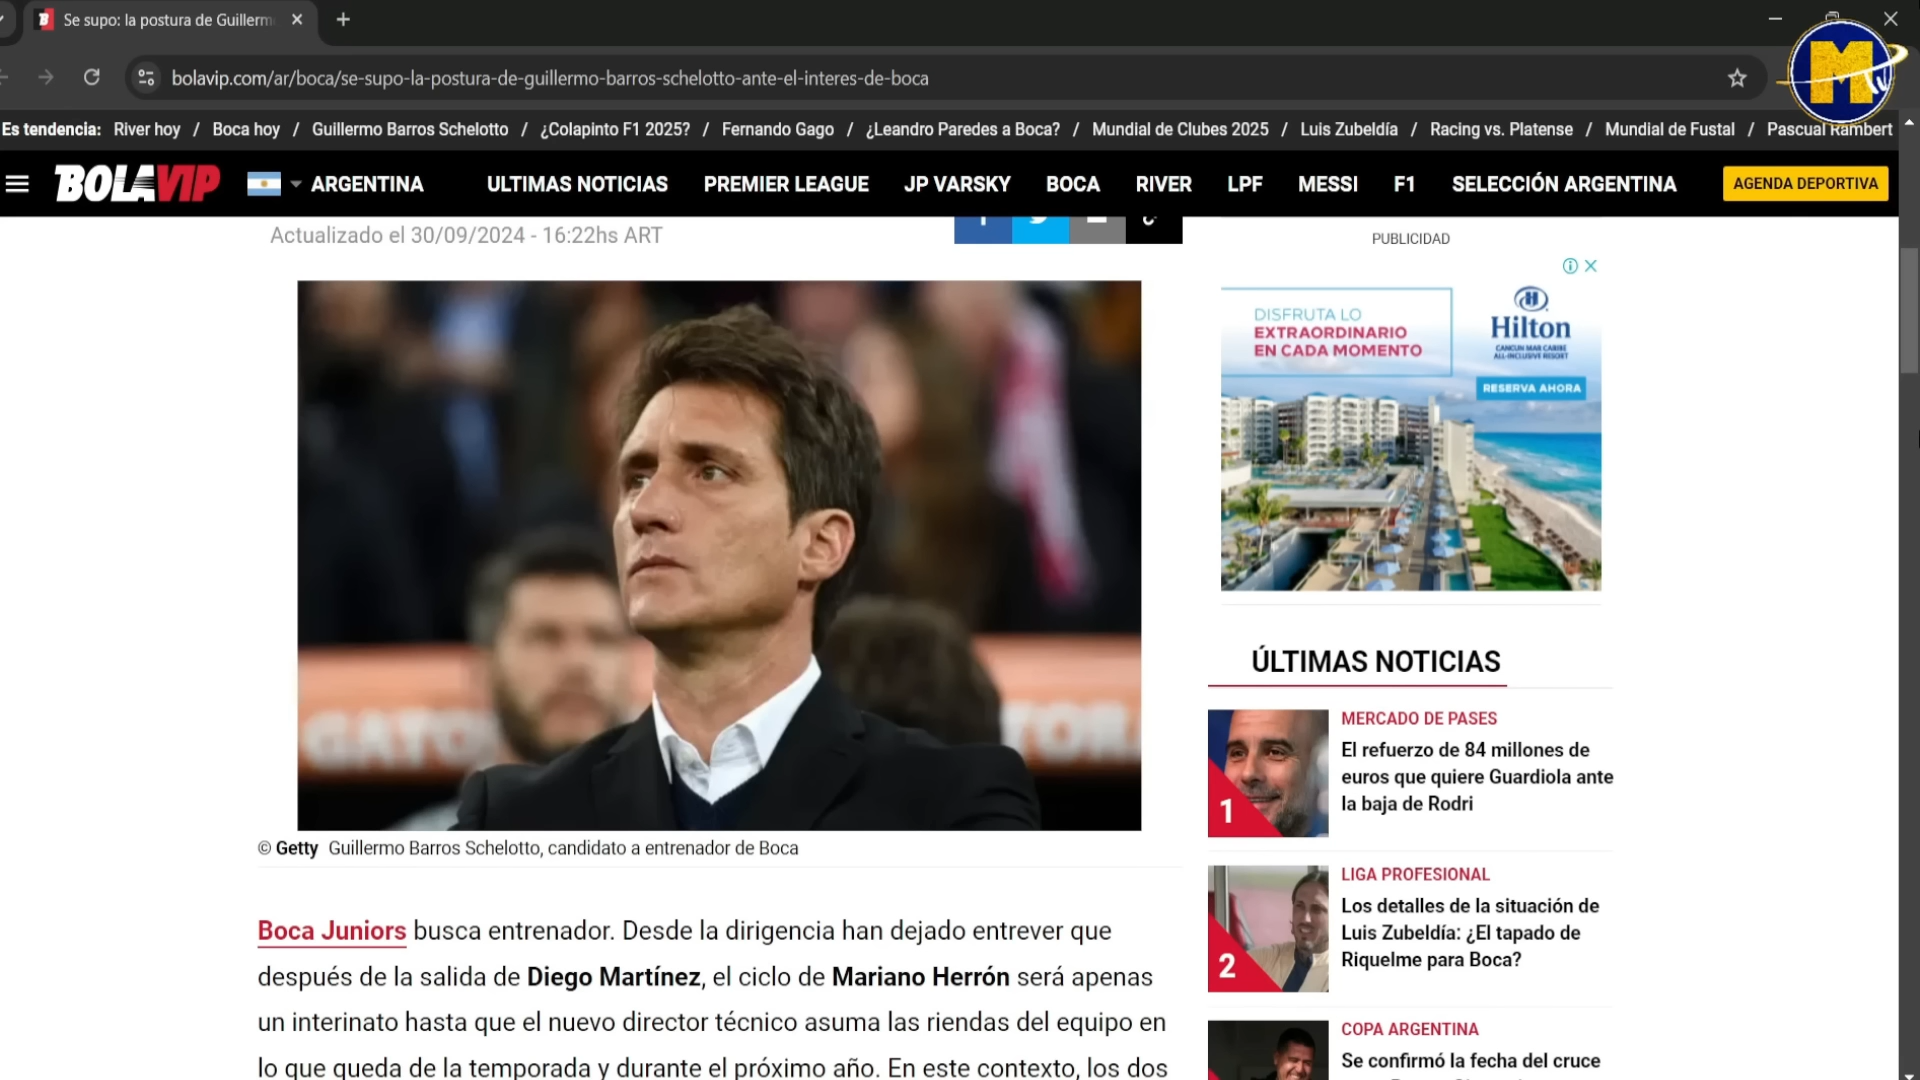 Se supo: la postura de Guillerm
bolavip.com/ar/boca/se-supo-la-postura-de-guillermo-barros-schelotto-ante-el-interes-de-boca
Es tendencia: River hoy / Boca hoy / Guillermo Barros Schelotto / ¿Colapinto F1 2025? / Fernando Gago / ¿Leandro Paredes a Boca? / Mundial de Clubes 2025 / Luis Zubeldía / Racing vs. Platense / Mundial de Fustal / Pascual Rambert
BOLAVIP ARGENTINA ULTIMAS NOTICIAS PREMIER LEAGUE JP VARSKY BOCA RIVER LPF MESSI F1 SELECCIÓN ARGENTINA AGENDA DEPORTIVA
Actualizado el 30/09/2024 - 16:22hs ART
GATO
TORA
© Getty Guillermo Barros Schelotto, candidato a entrenador de Boca
Boca Juniors busca entrenador. Desde la dirigencia han dejado entrever que
después de la salida de Diego Martínez, el ciclo de Mariano Herrón será apenas
un interinato hasta que el nuevo director técnico asuma las riendas del equipo en
lo que queda de la temporada y durante el próximo año. En este contexto, los dos
PUBLICIDAD
DISFRUTA LO
EXTRAORDINARIO
EN CADA MOMENTO
H
Hilton
CANCUN MAR CARIBE
ALL-INCLUSIVE RESORT
RESERVA AHORA
ÚLTIMAS NOTICIAS
1
MERCADO DE PASES
El refuerzo de 84 millones de
euros que quiere Guardiola ante
la baja de Rodri
2
LIGA PROFESIONAL
Los detalles de la situación de
Luis Zubeldía: ¿El tapado de
Riquelme para Boca?
COPA ARGENTINA
Se confirmó la fecha del cruce
M
TV